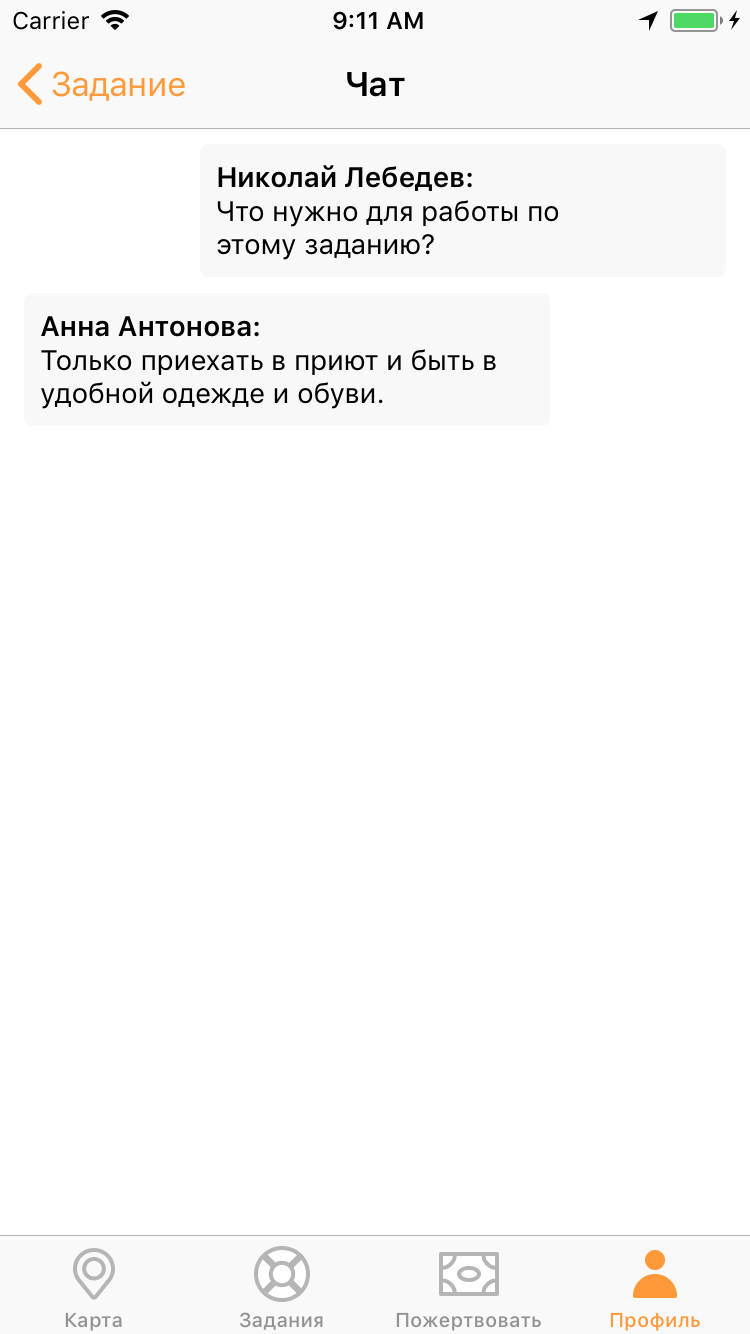 Carrier 9:11 AM
Задание Чат
Николай Лебедев:
Что нужно для работы по
этому заданию?
Анна Антонова:
Только приехать в приют и быть в
удобной одежде и обуви.
Карта Задания Пожертвовать Профиль